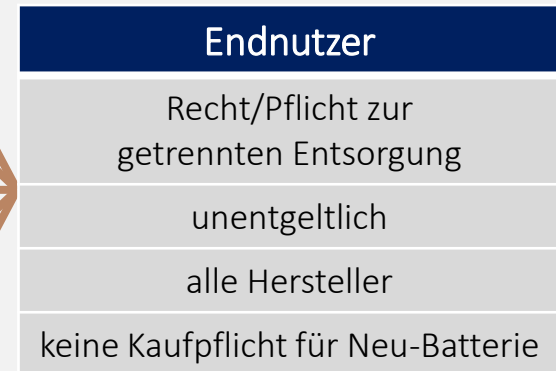 Endnutzer
Recht/Pflicht zur
getrennten Entsorgung
unentgeltlich
alle Hersteller
keine Kaufpflicht für Neu-Batterie